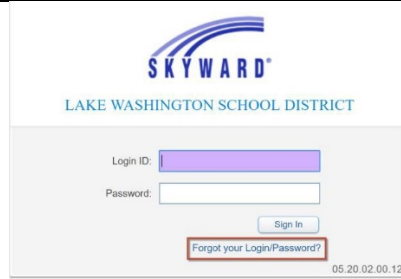 SKYWARD®
LAKE WASHINGTON SCHOOL DISTRICT
Login ID:
Password:
Sign In
Forgot your Login/Password?
05.20.02.00.12